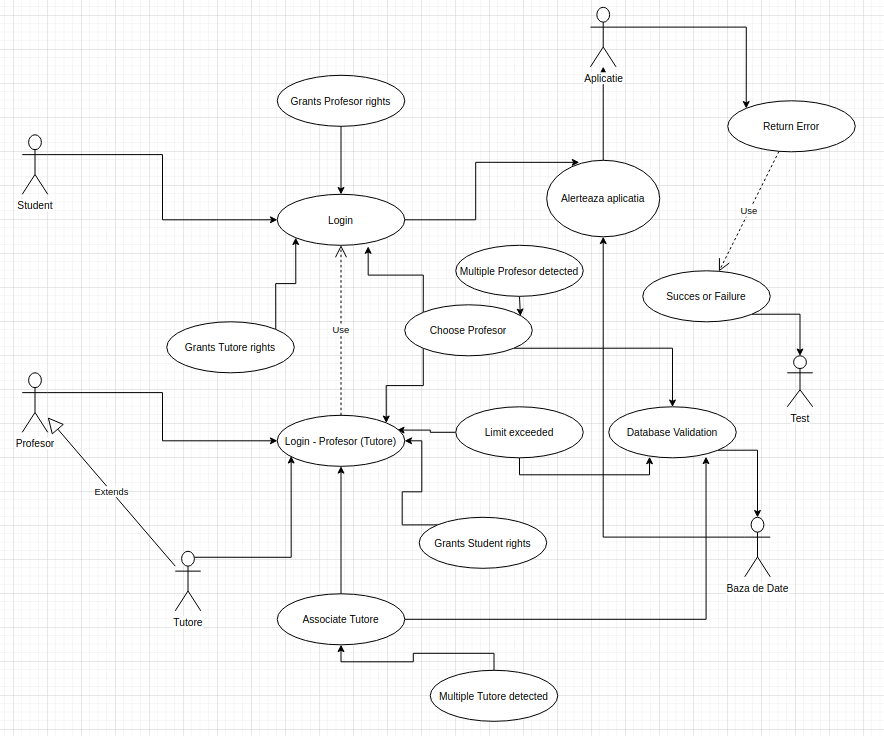 Aplicatie
Grants Profesor rights
Return Error
Student
Alerteaza aplicatia
Use
Login
Multiple Profesor detected
Succes or Failure
Use
Choose Profesor
Grants Tutore rights
Test
Profesor
Login - Profesor (Tutore)
Limit exceeded
Database Validation
Extends
Grants Student rights
Baza de Date
Tutore
Associate Tutore
Multiple Tutore detected